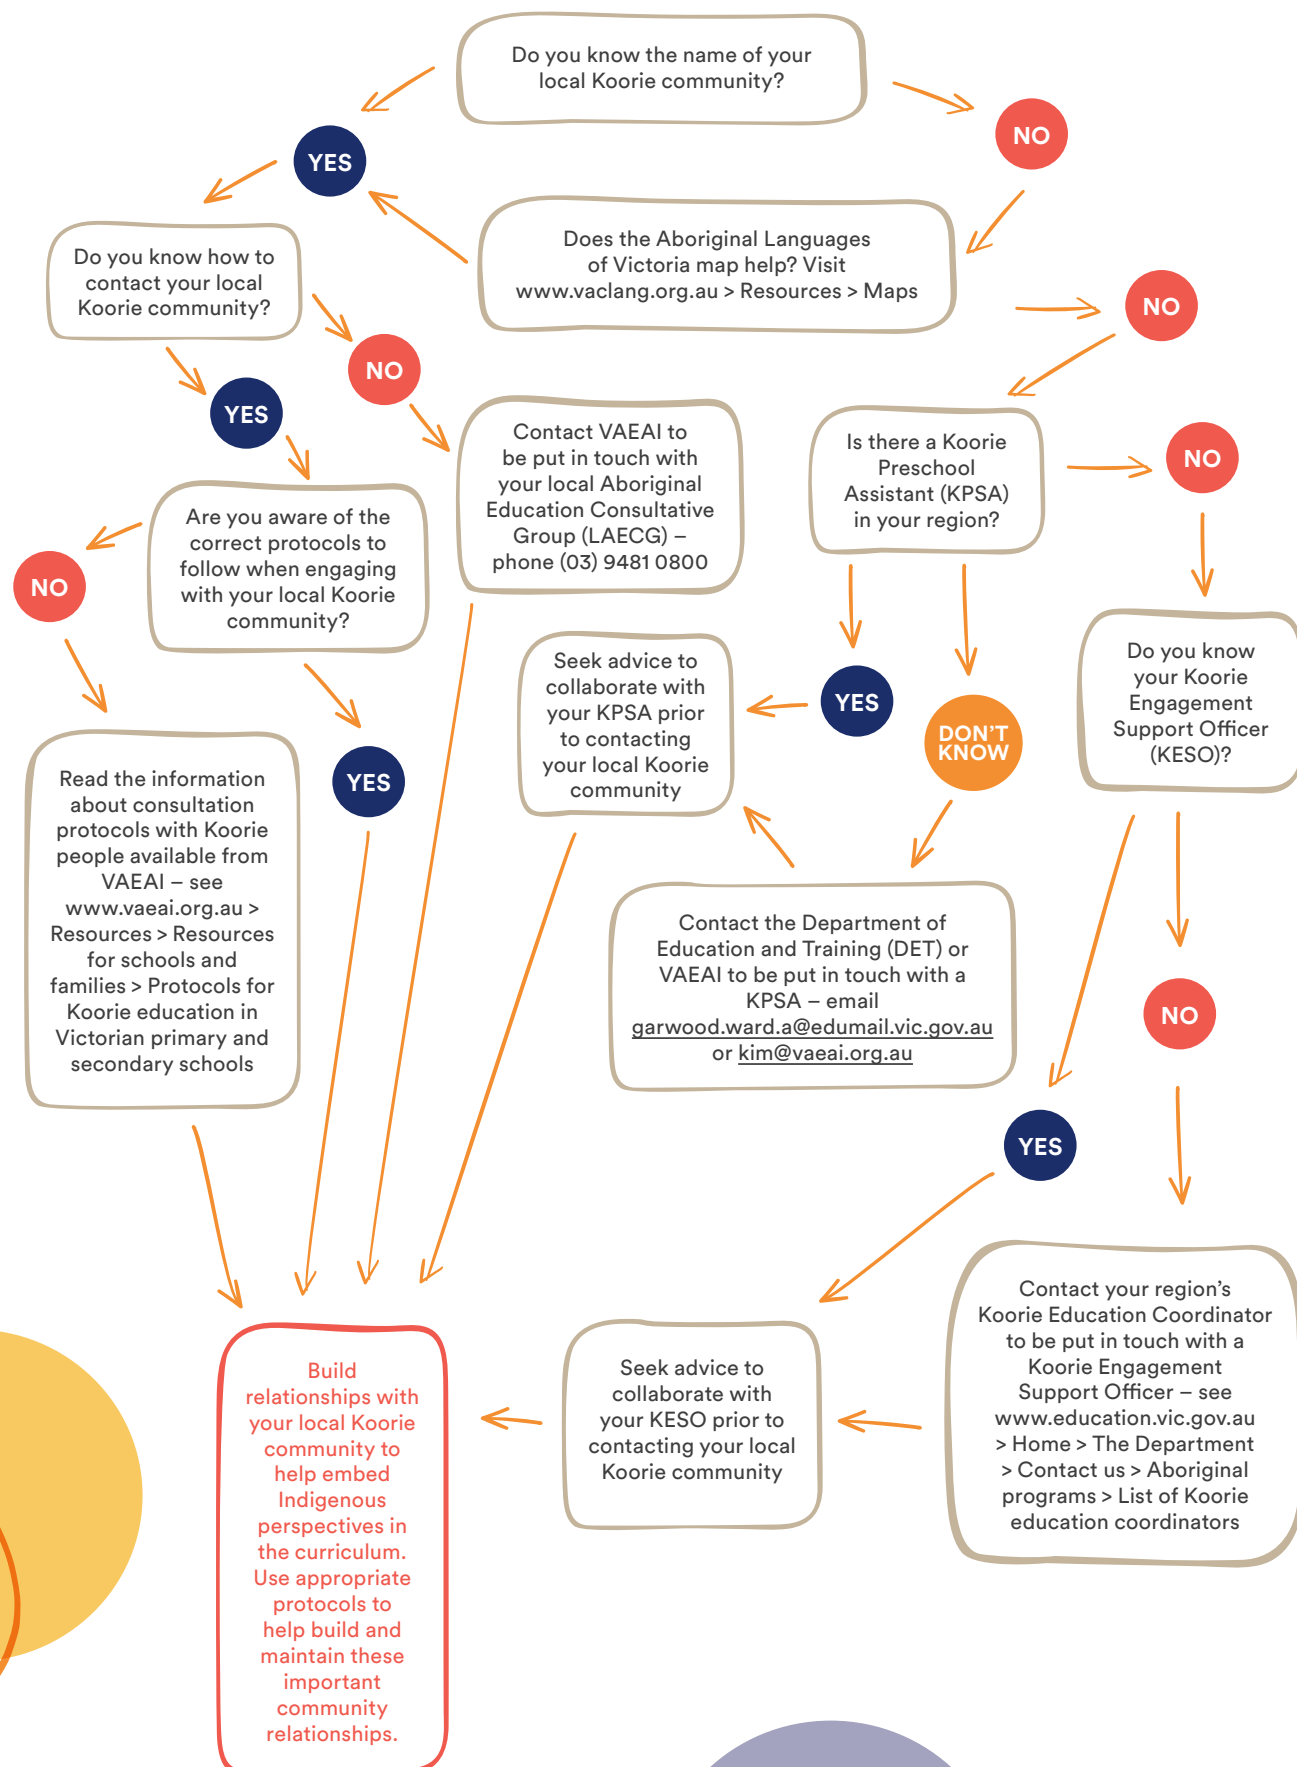 Do you know the name of your
local Koorie community?
NO
YES
Does the Aboriginal Languages
of Victoria map help? Visit
www.vaclang.org.au > Resources > Maps
Do you know how to
contact your local
Koorie community?
NO
NO
YES
Contact VAEAI to
be put in touch with
your local Aboriginal
Education Consultative
Group (LAECG) –
phone (03) 9481 0800
Is there a Koorie
Preschool
Assistant (KPSA)
in your region?
NO
Are you aware of the
correct protocols to
follow when engaging
with your local Koorie
community?
NO
Seek advice to
collaborate with
your KPSA prior
to contacting
your local Koorie
community
YES
DON'T
KNOW
Do you know
your Koorie
Engagement
Support Officer
(KESO)?
YES
Read the information
about consultation
protocols with Koorie
people available from
VAEAI – see
www.vaeai.org.au >
Resources > Resources
for schools and
families > Protocols for
Koorie education in
Victorian primary and
secondary schools
Contact the Department of
Education and Training (DET) or
VAEAI to be put in touch with a
KPSA – email
garwood.ward.a@edumail.vic.gov.au
or kim@vaeai.org.au
NO
YES
Contact your region's
Koorie Education Coordinator
to be put in touch with a
Koorie Engagement
Support Officer – see
www.education.vic.gov.au
> Home > The Department
> Contact us > Aboriginal
programs > List of Koorie
education coordinators
Seek advice to
collaborate with
your KESO prior to
contacting your local
Koorie community
Build
relationships with
your local Koorie
community to
help embed
Indigenous
perspectives in
the curriculum.
Use appropriate
protocols to
help build and
maintain these
important
community
relationships.